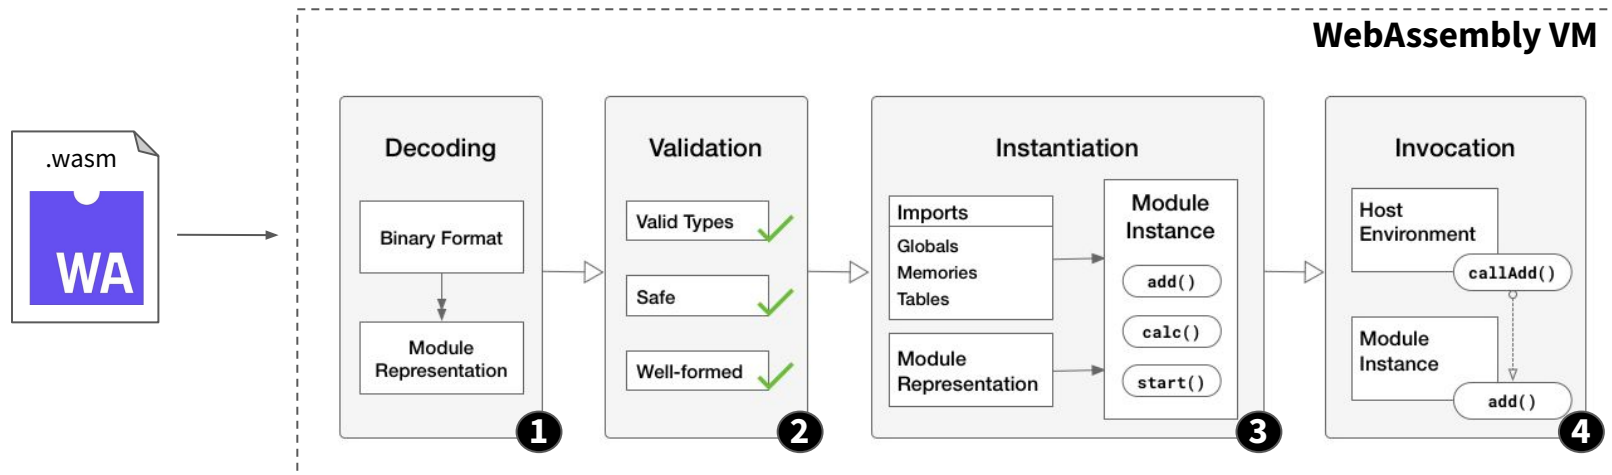 WebAssembly VM
.wasm
WA
Decoding
Binary Format
Module
Representation
1
Validation
Valid Types
Safe
Well-formed
2
Instantiation
Imports
Globals
Memories
Tables
Module
Representation
Module
Instance
add()
calc()
start()
3
Invocation
Host
Environment
callAdd()
Module
Instance
add()
4